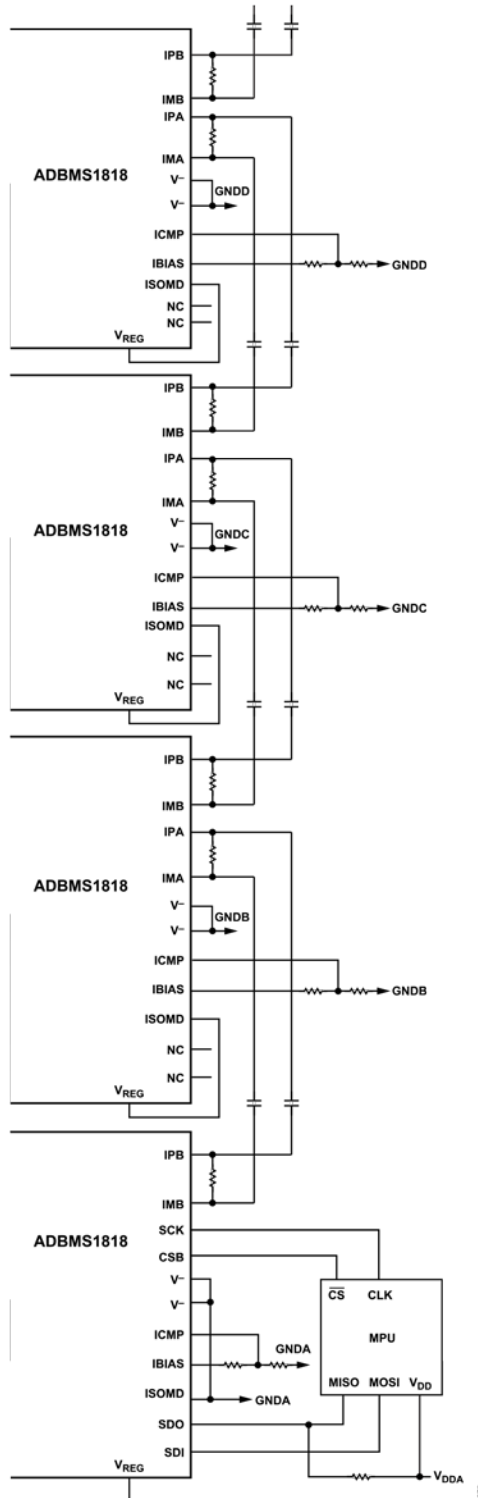 IPB
IMB
IPA
ADBMS1818
IMA
V–
GNDD
V–
ICMP
IBIAS
GNDD
ISOMD
NC
NC
VREG
IPB
IMB
IPA
ADBMS1818
IMA
V–
GNDC
V–
ICMP
IBIAS
GNDC
ISOMD
NC
NC
VREG
IPB
IMB
IPA
ADBMS1818
IMA
V–
GNDB
V–
ICMP
IBIAS
GNDB
ISOMD
NC
NC
VREG
IPB
IMB
SCK
ADBMS1818
CSB
V–
CS CLK
V–
ICMP
MPU
GNDA
IBIAS
MISO MOSI VDD
ISOMD
GNDA
SDO
SDI
VREG
VDDA